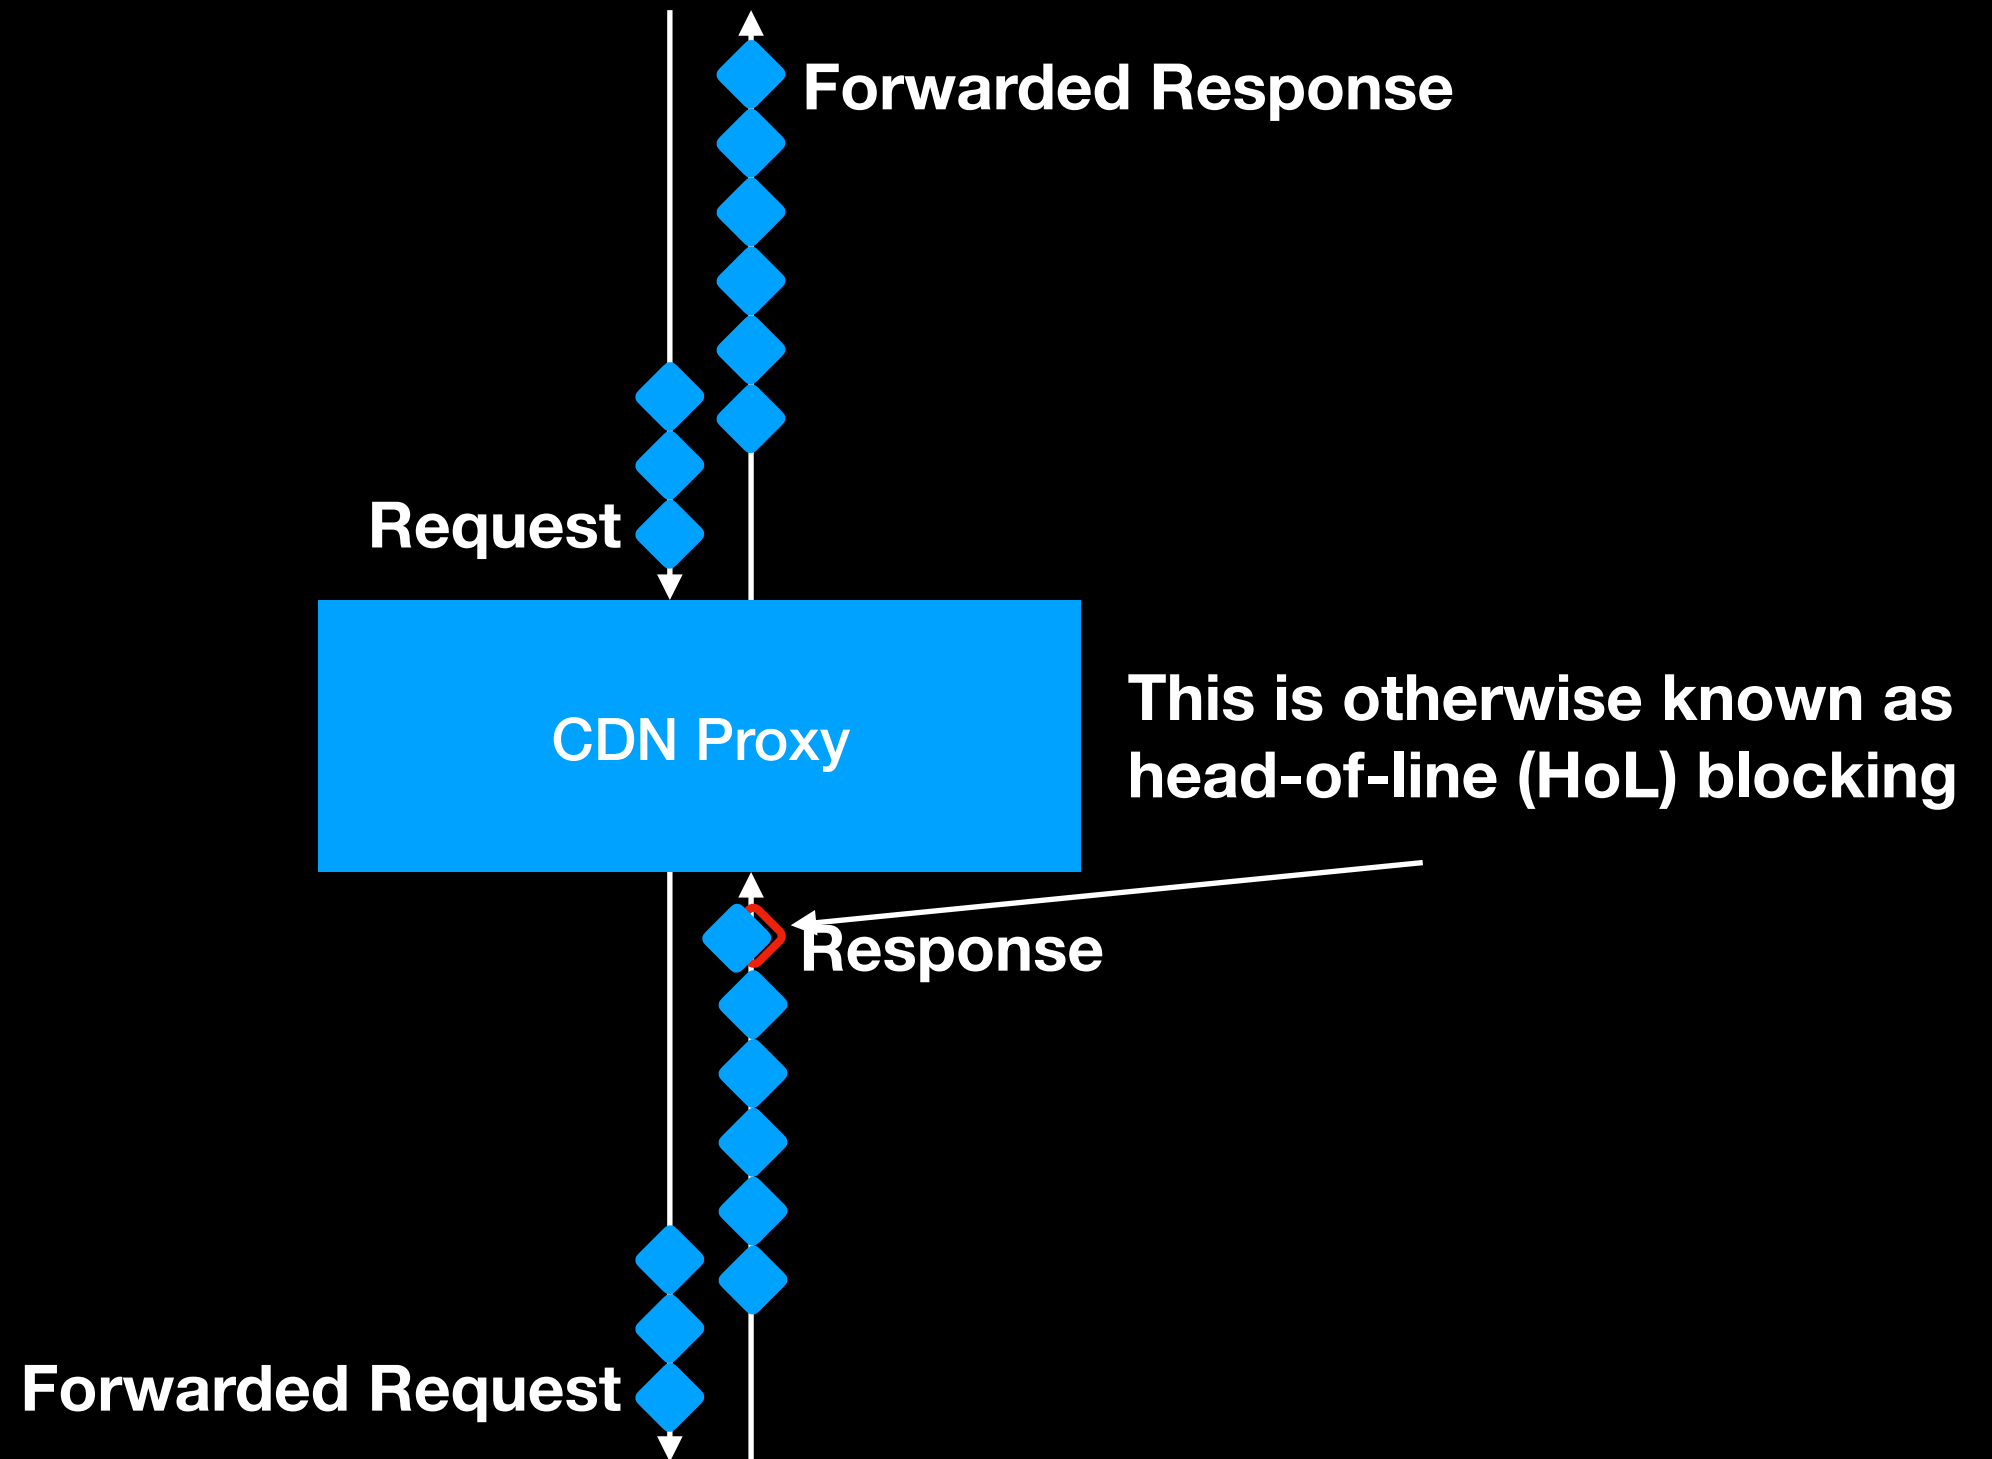 Forwarded Response
Request
CDN Proxy
This is otherwise known as
head-of-line (HoL) blocking
Response
Forwarded Request